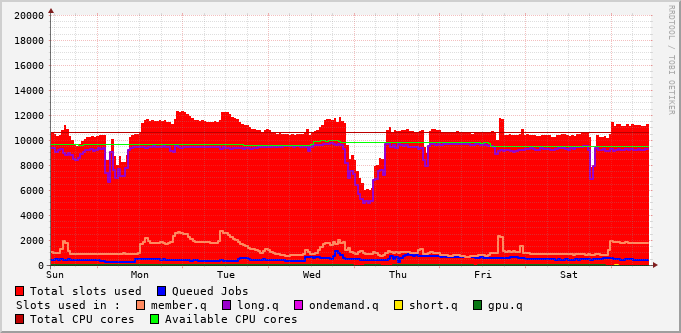 RRDTOOL / TOBI OETIKER
20000
18000
16000
14000
12000
10000
8000
6000
4000
2000
0
Sun Mon Tue Wed Thu Fri Sat
Total slots used Queued Jobs
Slots used in : member.q long.q ondemand.q short.q gpu.q
Total CPU cores Available CPU cores